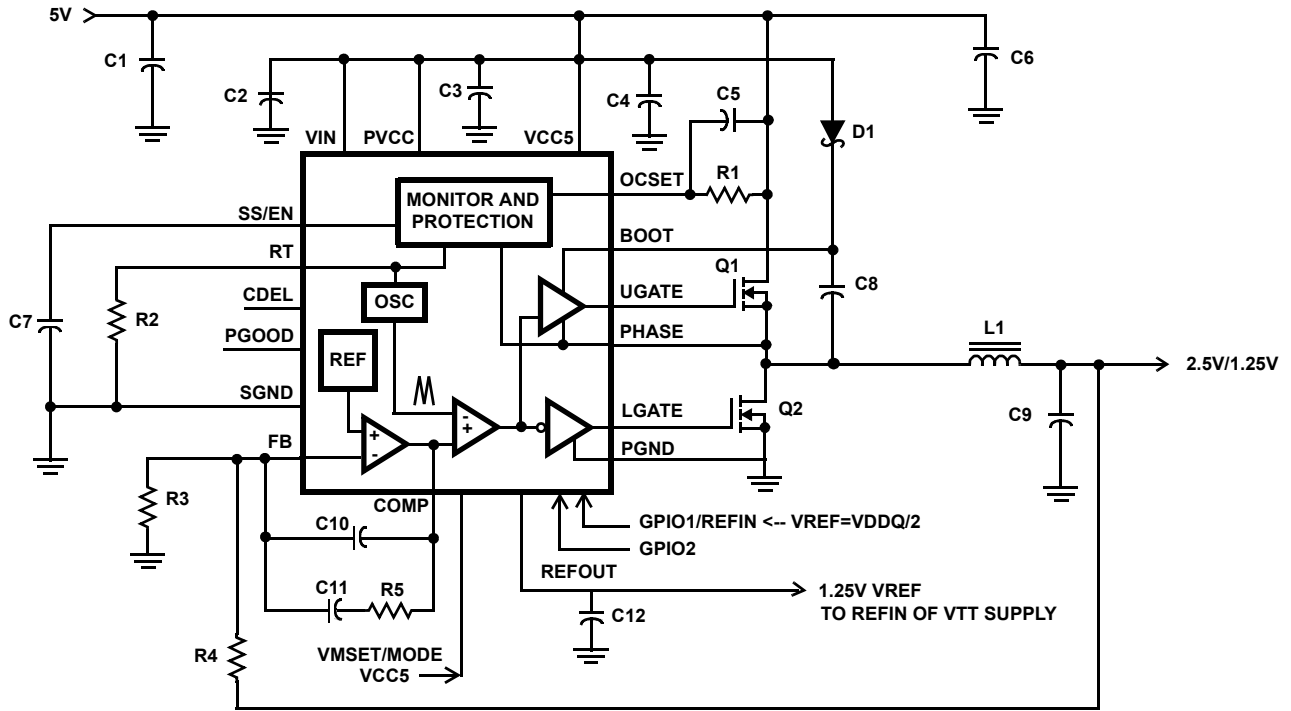 5V
C1
C6
C2
C3
C4
C5
D1
VIN
PVCC
VCC5
OCSET
R1
MONITOR AND
PROTECTION
SS/EN
BOOT
RT
Q1
C8
CDEL
OSC
UGATE
C7
R2
PGOOD
PHASE
L1
REF
2.5V/1.25V
SGND
LGATE
Q2
C9
FB
+
-
-
+
PGND
R3
COMP
C10
GPIO1/REFIN <-- VREF=VDDQ/2
GPIO2
REFOUT
C11
R5
1.25V VREF
TO REFIN OF VTT SUPPLY
C12
R4
VMSET/MODE
VCC5